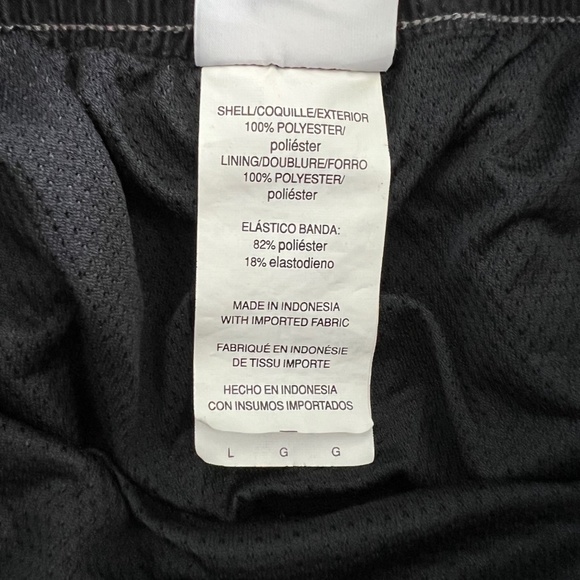 SHELL/COQUILLE/EXTERIOR
100% POLYESTER/
poliéster
LINING/DOUBLURE/FORRO
100% POLYESTER/
poliéster
ELÁSTICO BANDA:
82% poliéster
18% elastodieno
MADE IN INDONESIA
WITH IMPORTED FABRIC
FABRIQUÉ EN INDONÉSIE
DE TISSU IMPORTE
HECHO EN INDONESIA
CON INSUMOS IMPORTADOS
L G G